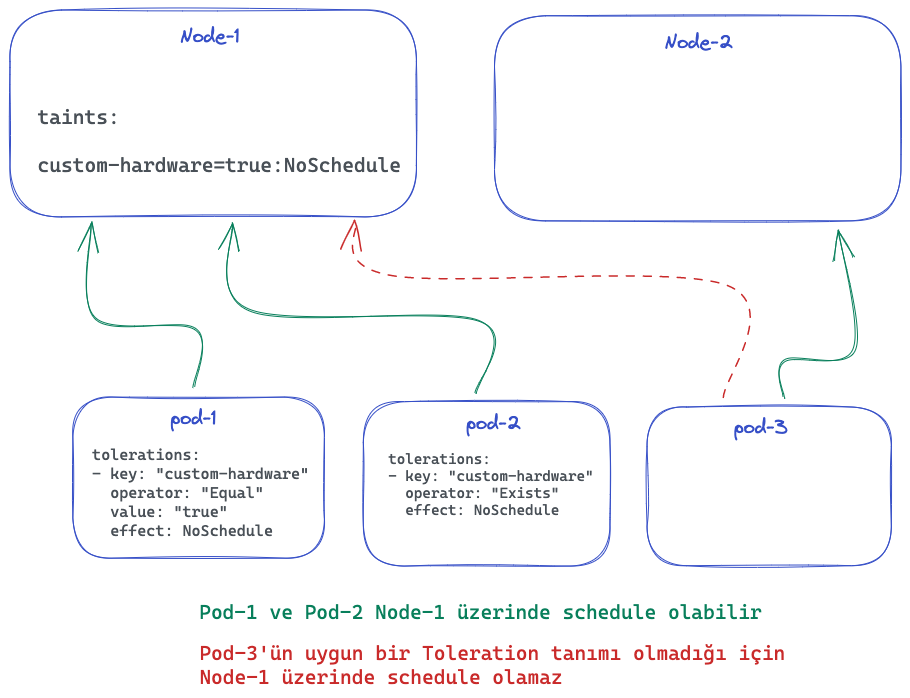 Node-1
Node-2
taints:
custom-hardware=true:NoSchedule
pod-1
tolerations:
- key: "custom-hardware"
  operator: "Equal"
  value: "true"
  effect: NoSchedule
pod-2
tolerations:
- key: "custom-hardware"
  operator: "Exists"
  effect: NoSchedule
pod-3
Pod-1 ve Pod-2 Node-1 üzerinde schedule olabilir
Pod-3'ün uygun bir Toleration tanımı olmadığı için
Node-1 üzerinde schedule olamaz